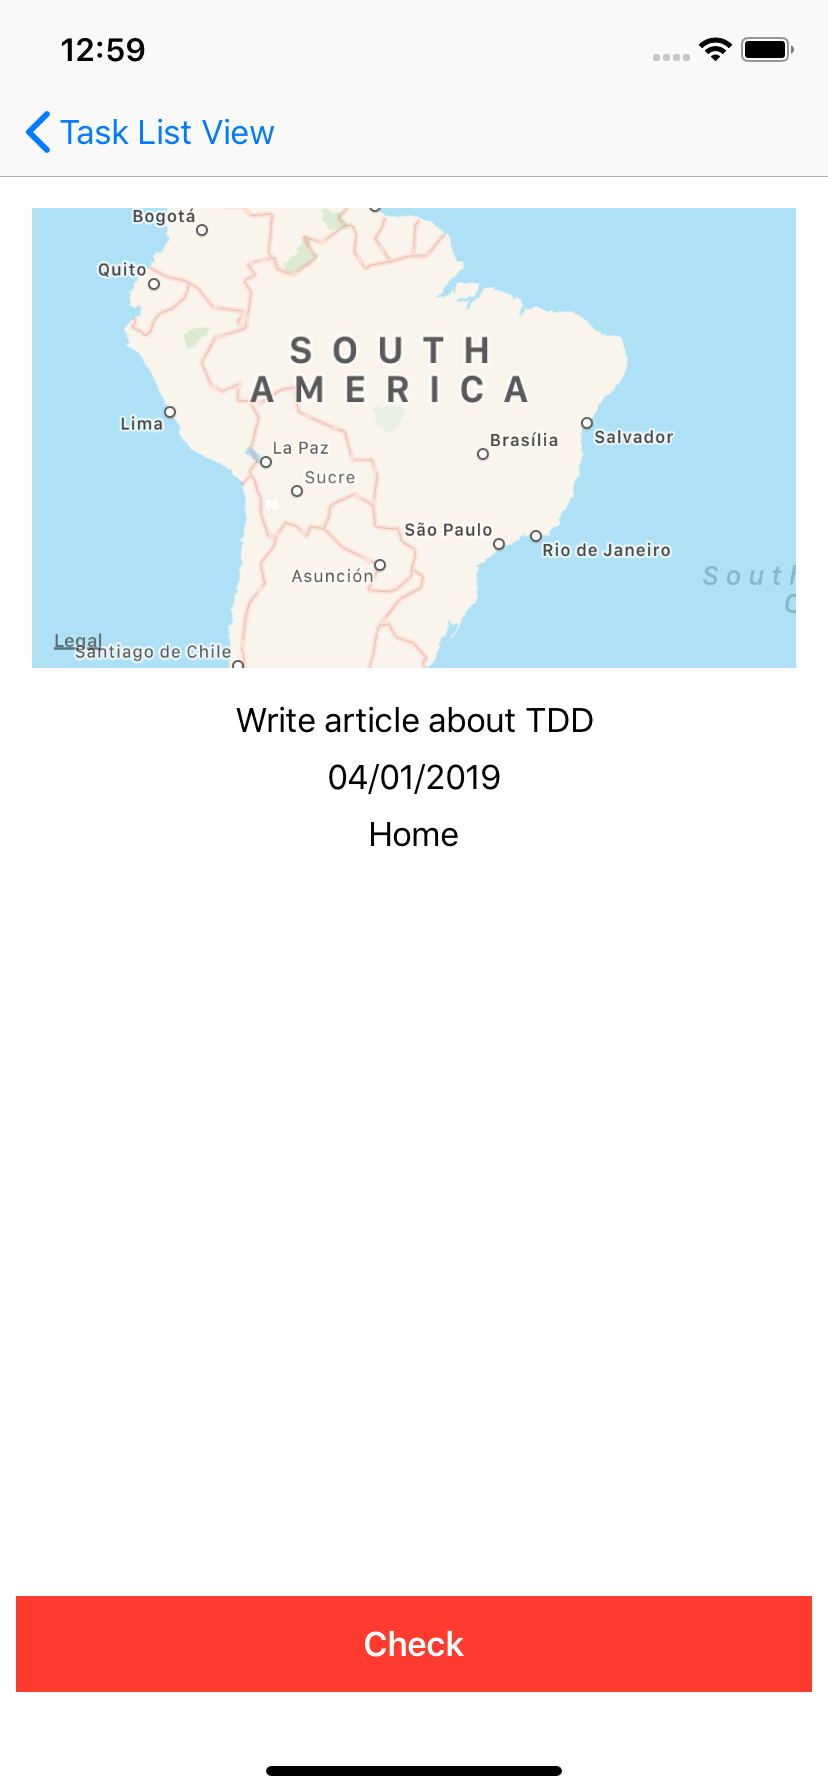 12:59
Task List View
Bogotá
Quito
SOUTH
AMERICA
Lima
Salvador
Brasília
La Paz
Sucre
São Paulo
Rio de Janeiro
Asunción
South
Legal
Santiago de Chile
Write article about TDD
04/01/2019
Home
Check